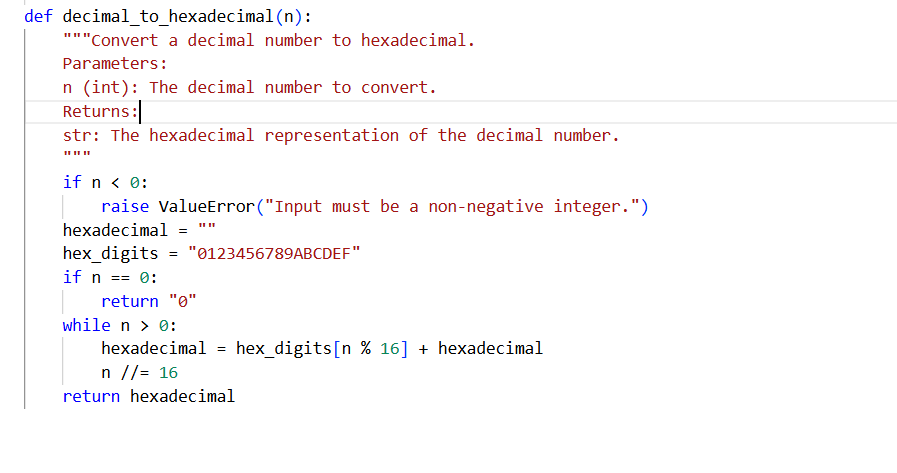 def decimal_to_hexadecimal(n):
    """Convert a decimal number to hexadecimal.
    Parameters:
    n (int): The decimal number to convert.
    Returns:
    str: The hexadecimal representation of the decimal number.
    """
    if n < 0:
        raise ValueError("Input must be a non-negative integer.")
    hexadecimal = ""
    hex_digits = "0123456789ABCDEF"
    if n == 0:
        return "0"
    while n > 0:
        hexadecimal = hex_digits[n % 16] + hexadecimal
        n //= 16
    return hexadecimal